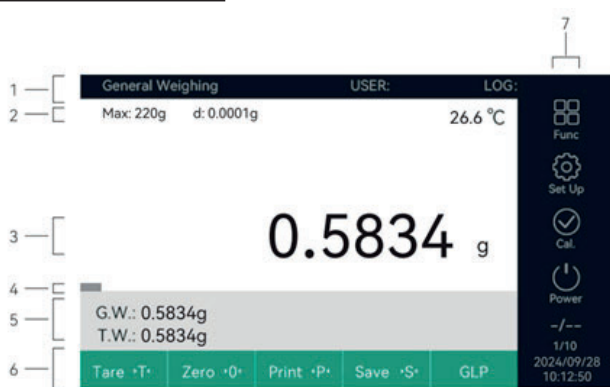 7
1
General Weighing USER: LOG:
2
Max: 220g d: 0.0001g 26.6 °C
Func
Set Up
3
0.5834 g
Cal.
4
Power
5
G.W.: 0.5834g
T.W.: 0.5834g
-/--
1/10
2024/09/28
10:12:50
6
Tare •T• Zero •0• Print •P• Save •S• GLP